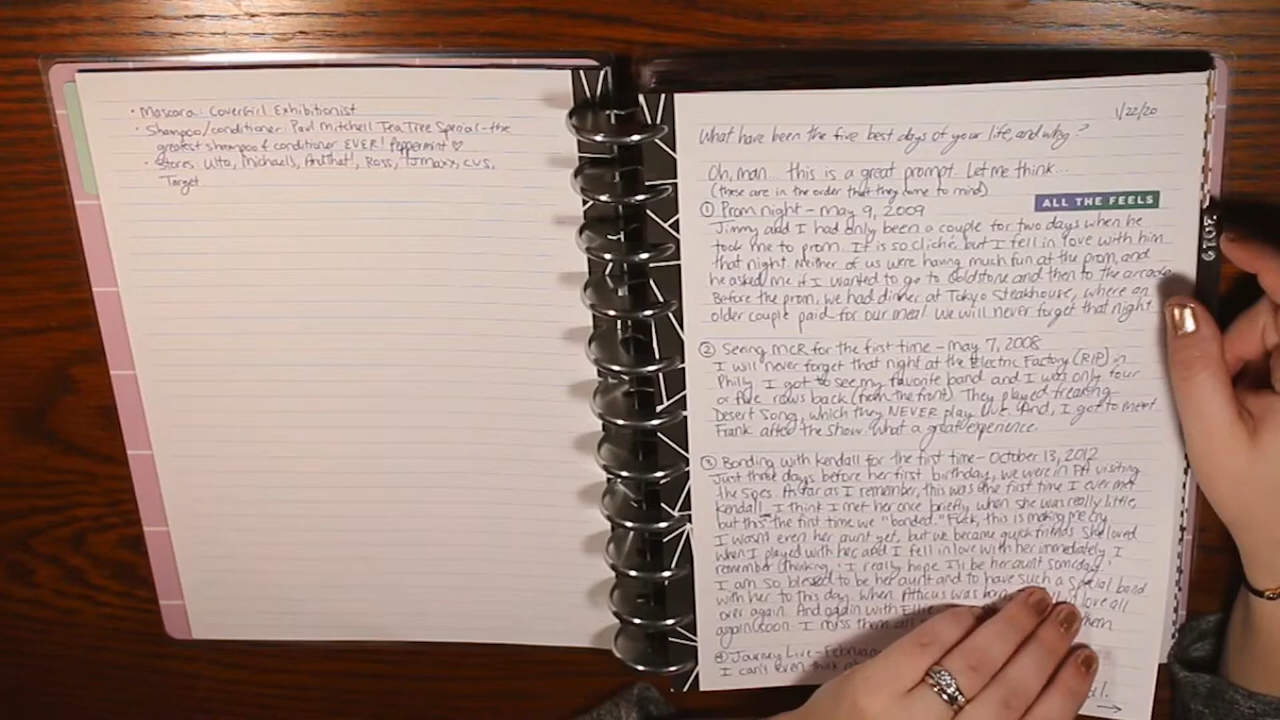 • Mascara: CoverGirl Exhibitionist
• Shampoo/conditioner: Paul Mitchell Tea Tree Special - the
greatest shampoo & conditioner EVER! Peppermint ♡
• Stores: Ulta, Michaels, And That!, Ross, TJmaxx, CVS,
Target
1/22/20
What have been the five best days of your life, and why?
Oh, man... this is a great prompt. Let me think...
(these are in the order that they come to mind)
ALL THE FEELS
① Prom night - May 9, 2009
Jimmy and I had only been a couple for two days when he
took me to prom. It is so cliché but I fell in love with him
that night. Neither of us were having much fun at the prom, and
he asked me if I wanted to go to Coldstone and then to the arcade.
Before the prom, we had dinner at Tokyo Steakhouse, where an
older couple paid for our meal. We will never forget that night.
② Seeing MCR for the first time - May 7, 2008
I will never forget that night at the Electric Factory (RIP) in
Philly. I got to see my favorite band and I was only four
or five rows back (from the front). They played freaking
Desert Song, which they NEVER play live. And, I got to meet
Frank after the show. What a great experience.
③ Bonding with Kendall for the first time - October 13, 2012
Just three days before her first birthday, we were in PA visiting
the As far as I remember, this was the first time I ever met
Kendall. I think I met her once briefly when she was really little,
but this the first time we "bonded." Fuck, this is making me cry
I wasn't even her aunt yet, but we became quick friends. She loved
when I played with her and I fell in love with her immediately. I
remember thinking, "I really hope I'll be her aunt someday."
I am so blessed to be her aunt and to have such a special bond
with her to this day. When Atticus was born, love all
over again. And again with Ellie
again soon. I miss them all them
④ Journey Live - Februar
I can't even think